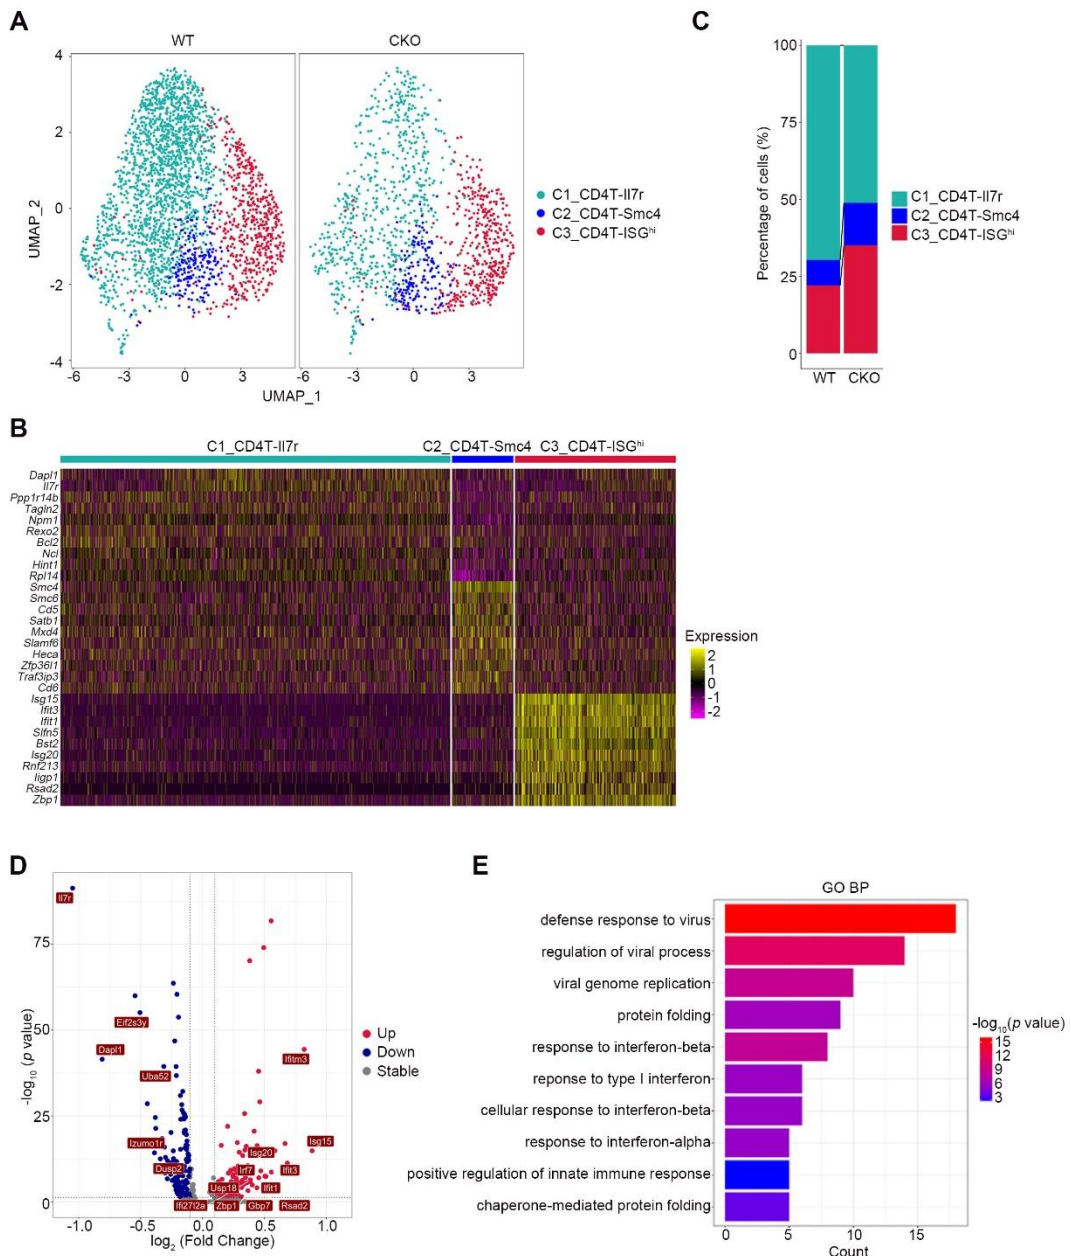 A
WT
CKO
4
2
0
-2
-4
UMAP_2
-6
-3
0
3
-6
-3
0
3
UMAP_1
C1_CD4T-Il7r
C2_CD4T-Smc4
C3_CD4T-ISGhi
C
100
75
50
25
0
Percentage of cells (%)
WT
CKO
C1_CD4T-Il7r
C2_CD4T-Smc4
C3_CD4T-ISGhi
B
C1_CD4T-Il7r
C2_CD4T-Smc4
C3_CD4T-ISGhi
Dapl1
Il7r
Ppp1r14b
Tagln2
Npm1
Rexo2
Bcl2
Ncl
Hint1
Rpl14
Smc4
Smc6
Cd5
Satb1
Mxd4
Slamf6
Heca
Zfp36l1
Traf3ip3
Cd6
Isg15
Ifit3
Ifit1
Slfn5
Bst2
Isg20
Rnf213
Iigp1
Rsad2
Zbp1
Expression
2
1
0
-1
-2
D
75
50
25
0
-log10 (p value)
Il7r
Eif2s3y
Dapl1
Uba52
Ifitm3
Izumo1r
Isg15
Isg20
Dusp2
Irf7
Ifit3
Usp18
Ifit1
Ifi27l2a
Zbp1
Gbp7
Rsad2
-1.0
-0.5
0.0
0.5
1.0
log2 (Fold Change)
Up
Down
Stable
E
GO BP
defense response to virus
regulation of viral process
viral genome replication
protein folding
response to interferon-beta
reponse to type I interferon
cellular response to interferon-beta
response to interferon-alpha
positive regulation of innate immune response
chaperone-mediated protein folding
0
5
10
15
Count
-log10(p value)
15
12
9
6
3